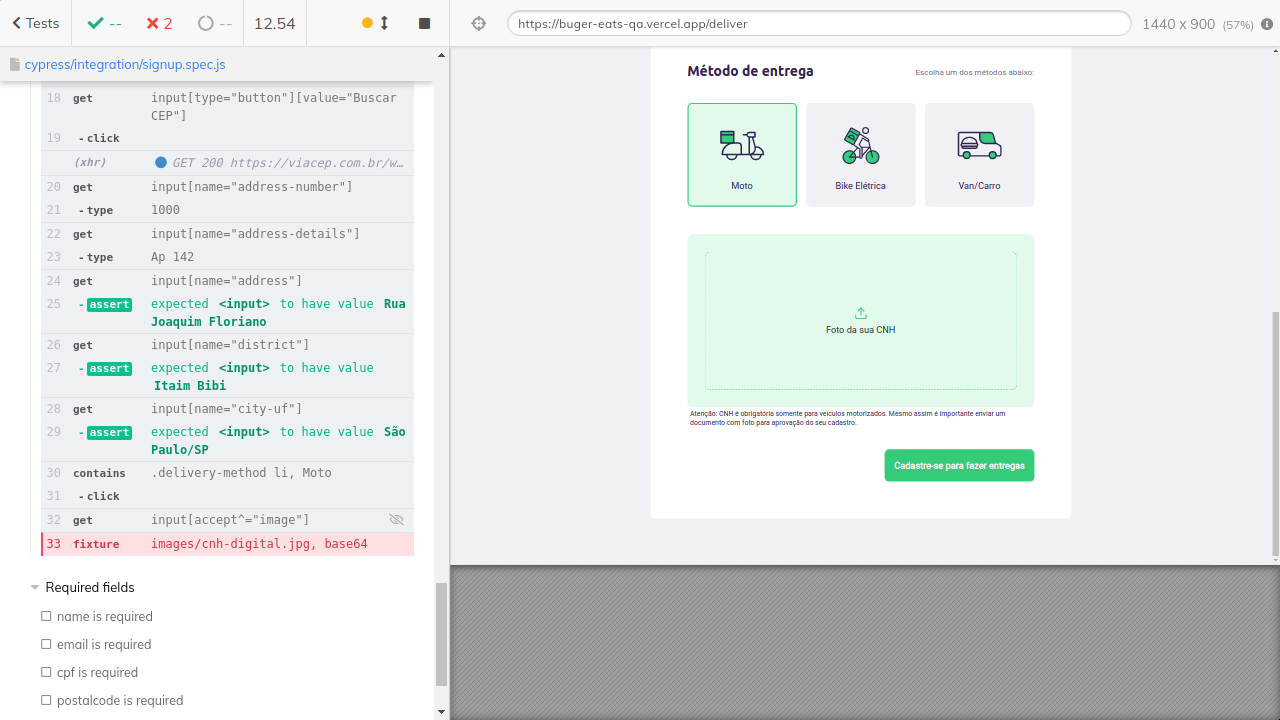 Tests
--
2
--
12.54
https://buger-eats-qa.vercel.app/deliver
1440 x 900 (57%)
cypress/integration/signup.spec.js
18 get input[type="button"][value="Buscar
CEP"]
19 -click
(xhr) GET 200 https://viacep.com.br/w…
20 get input[name="address-number"]
21 -type 1000
22 get input[name="address-details"]
23 -type Ap 142
24 get input[name="address"]
25 -assert expected <input> to have value Rua
Joaquim Floriano
26 get input[name="district"]
27 -assert expected <input> to have value
Itaim Bibi
28 get input[name="city-uf"]
29 -assert expected <input> to have value São
Paulo/SP
30 contains .delivery-method li, Moto
31 -click
32 get input[accept^="image"]
33 fixture images/cnh-digital.jpg, base64
Required fields
name is required
email is required
cpf is required
postalcode is required
Método de entrega
Escolha um dos métodos abaixo:
Moto
Bike Elétrica
Van/Carro
Foto da sua CNH
Atenção: CNH é obrigatória somente para veículos motorizados. Mesmo assim é importante enviar um
documento com foto para aprovação do seu cadastro.
Cadastre-se para fazer entregas